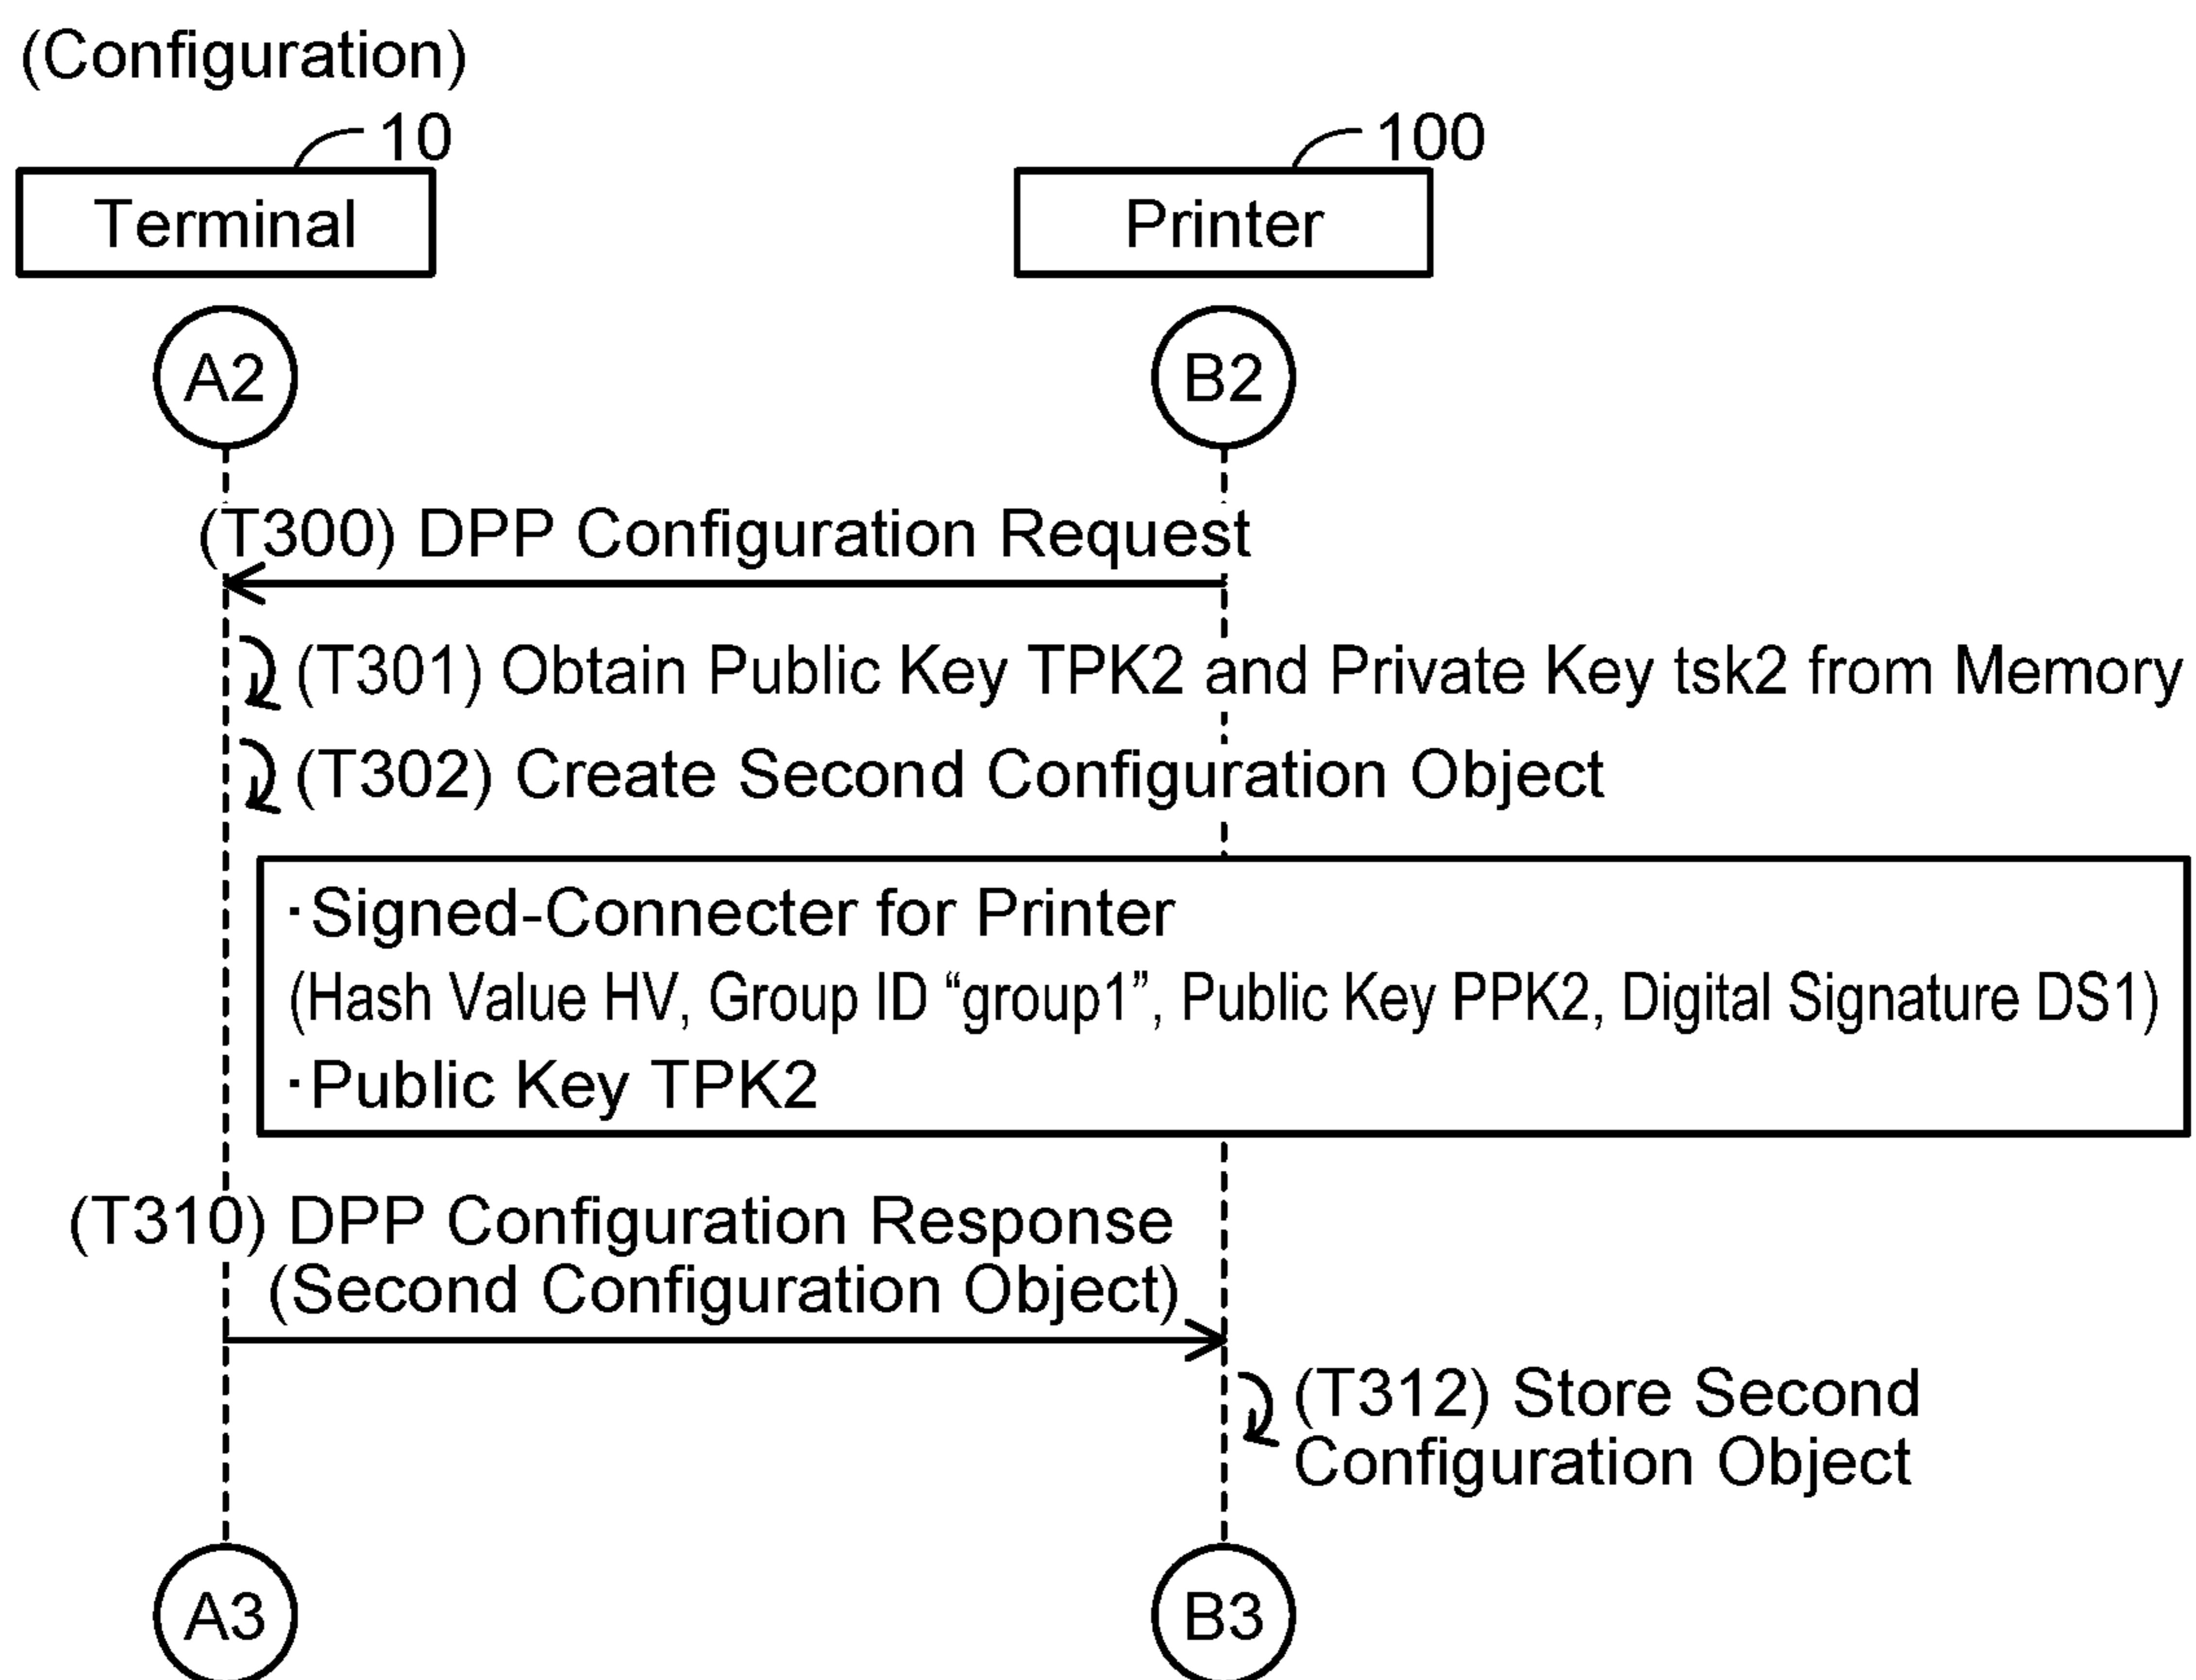 (Configuration)
10
100
Terminal
Printer
A2
B2
(T300) DPP Configuration Request
(T301) Obtain Public Key TPK2 and Private Key tsk2 from Memory
(T302) Create Second Configuration Object
·Signed-Connecter for Printer
(Hash Value HV, Group ID “group1”, Public Key PPK2, Digital Signature DS1)
·Public Key TPK2
(T310) DPP Configuration Response
(Second Configuration Object)
(T312) Store Second
Configuration Object
A3
B3